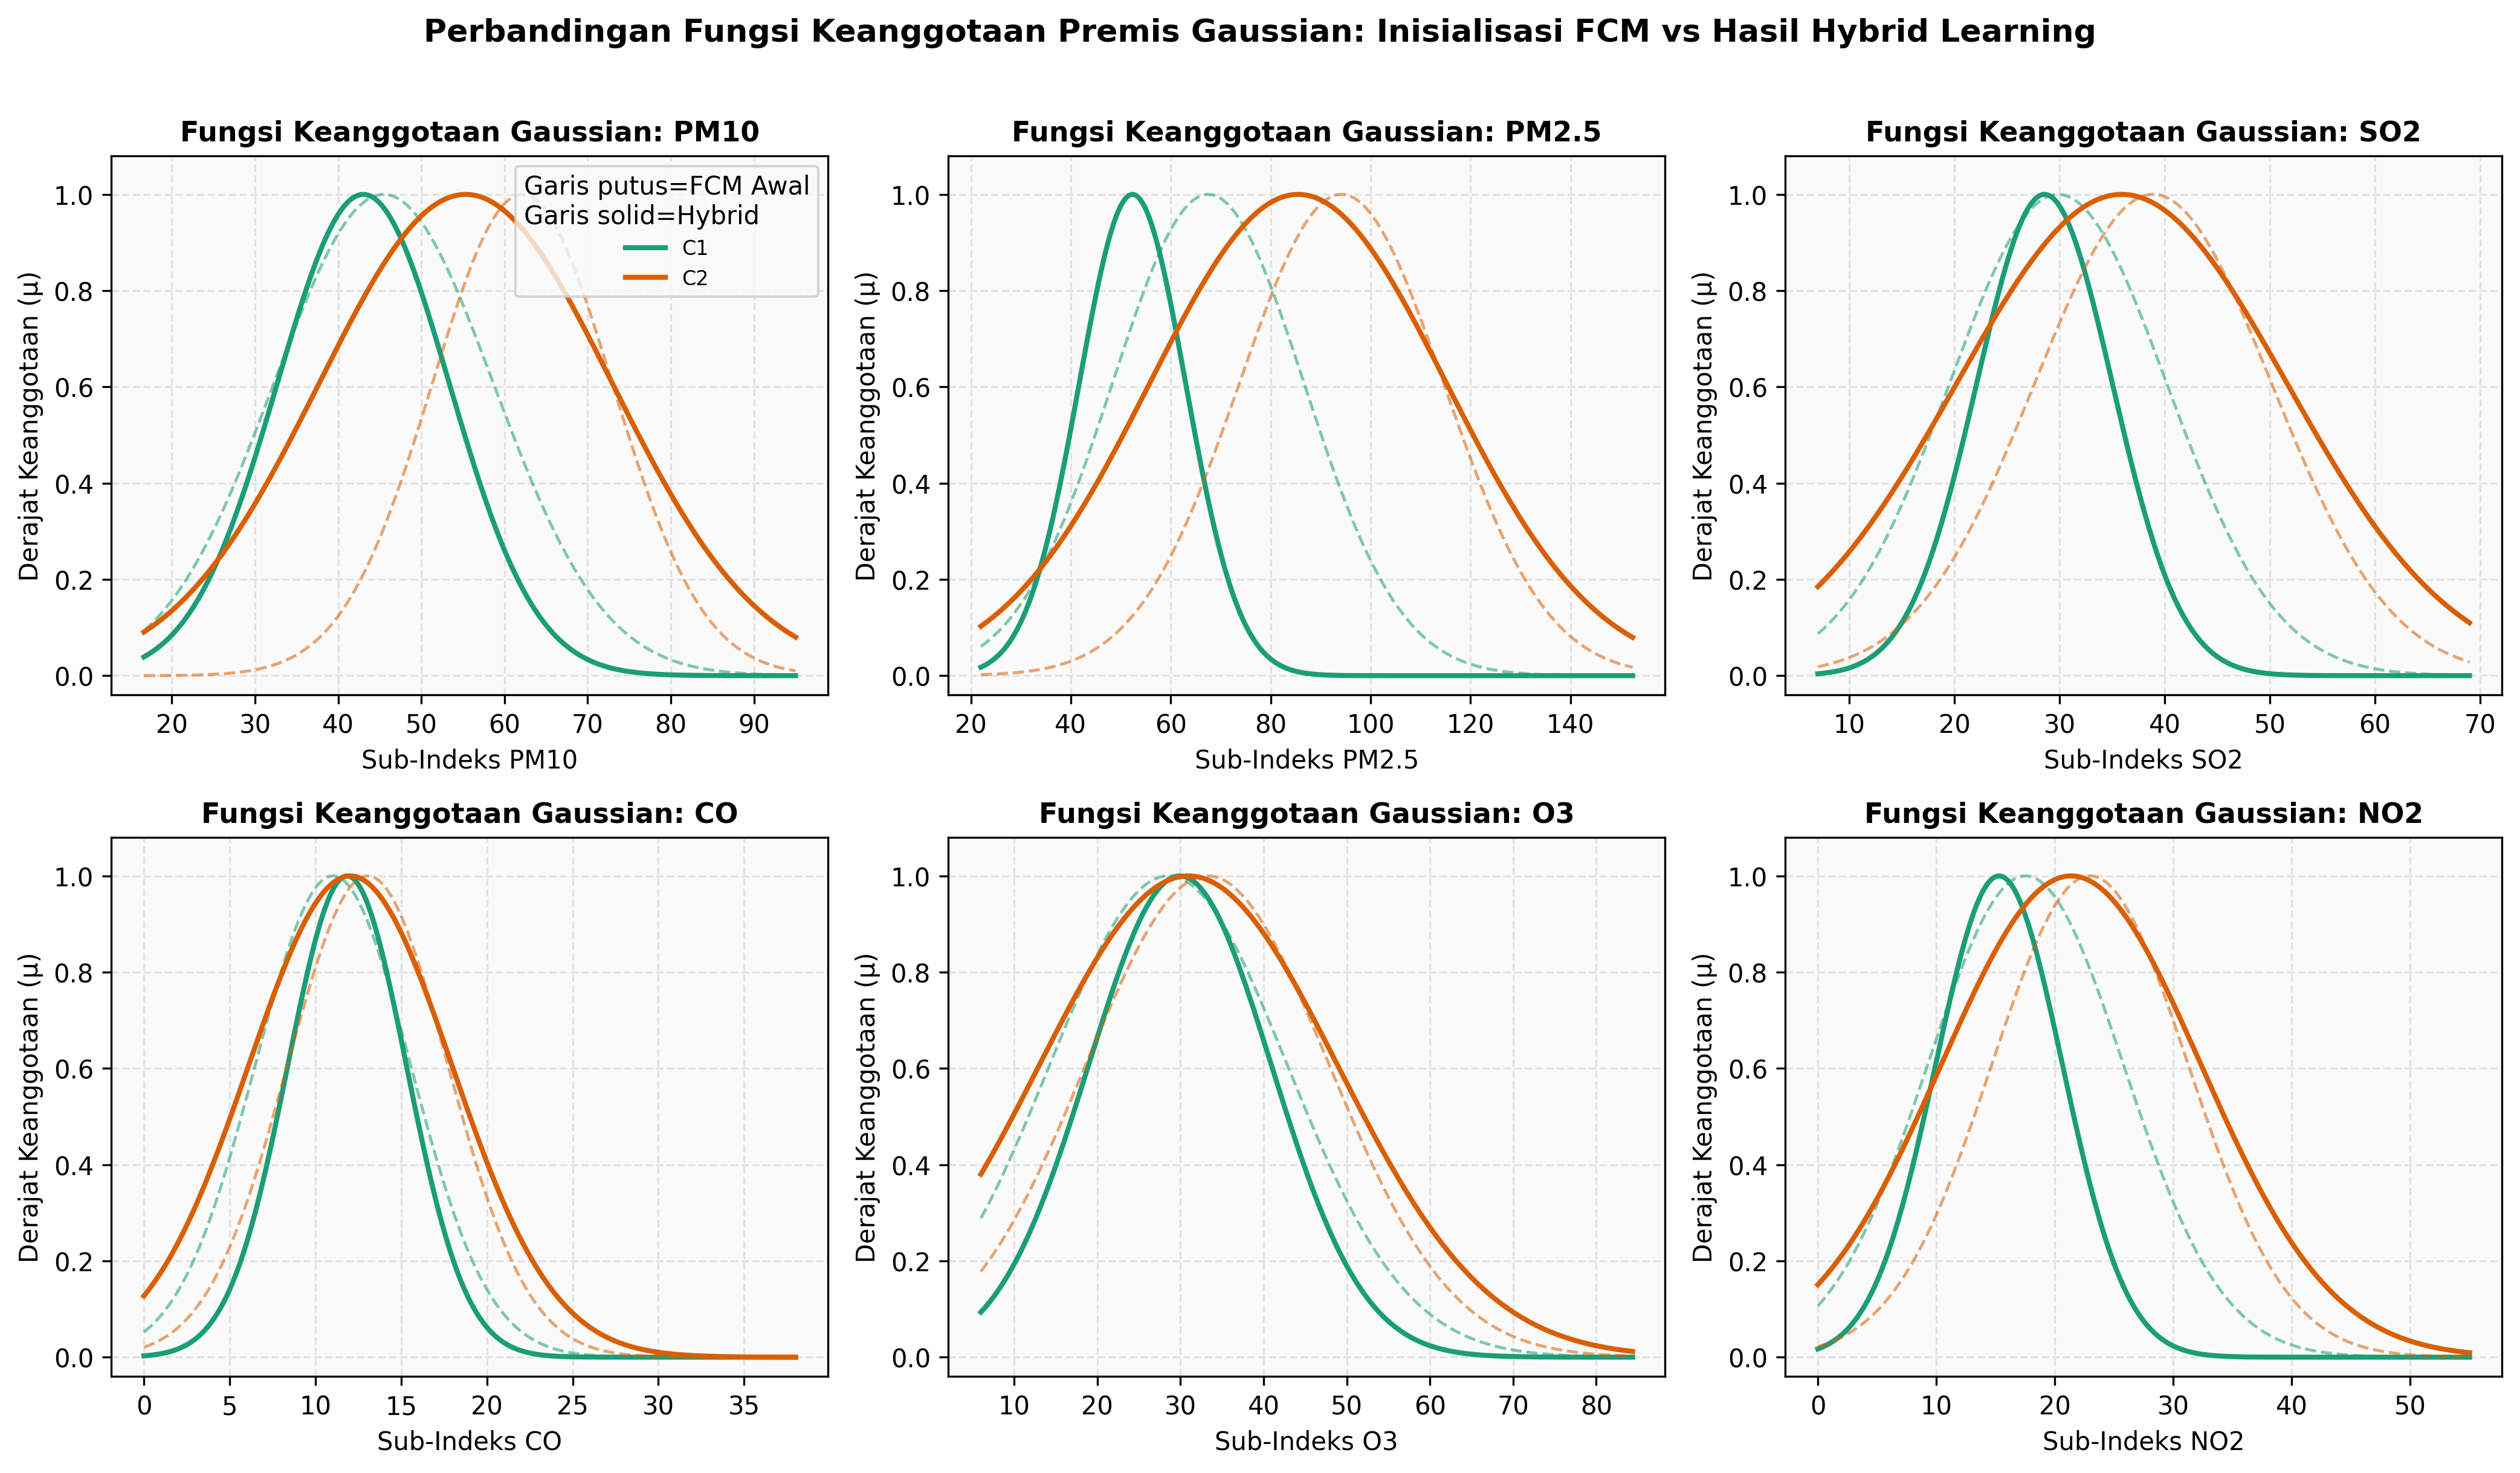 Perbandingan Fungsi Keanggotaan Premis Gaussian: Inisialisasi FCM vs Hasil Hybrid Learning
Fungsi Keanggotaan Gaussian: PM10
Derajat Keanggotaan (μ)
1.0
0.8
0.6
0.4
0.2
0.0
Garis putus=FCM Awal
Garis solid=Hybrid
C1
C2
20 30 40 50 60 70 80 90
Sub-Indeks PM10
Fungsi Keanggotaan Gaussian: PM2.5
Derajat Keanggotaan (μ)
1.0
0.8
0.6
0.4
0.2
0.0
20 40 60 80 100 120 140
Sub-Indeks PM2.5
Fungsi Keanggotaan Gaussian: SO2
Derajat Keanggotaan (μ)
1.0
0.8
0.6
0.4
0.2
0.0
10 20 30 40 50 60 70
Sub-Indeks SO2
Fungsi Keanggotaan Gaussian: CO
Derajat Keanggotaan (μ)
1.0
0.8
0.6
0.4
0.2
0.0
0 5 10 15 20 25 30 35
Sub-Indeks CO
Fungsi Keanggotaan Gaussian: O3
Derajat Keanggotaan (μ)
1.0
0.8
0.6
0.4
0.2
0.0
10 20 30 40 50 60 70 80
Sub-Indeks O3
Fungsi Keanggotaan Gaussian: NO2
Derajat Keanggotaan (μ)
1.0
0.8
0.6
0.4
0.2
0.0
0 10 20 30 40 50
Sub-Indeks NO2